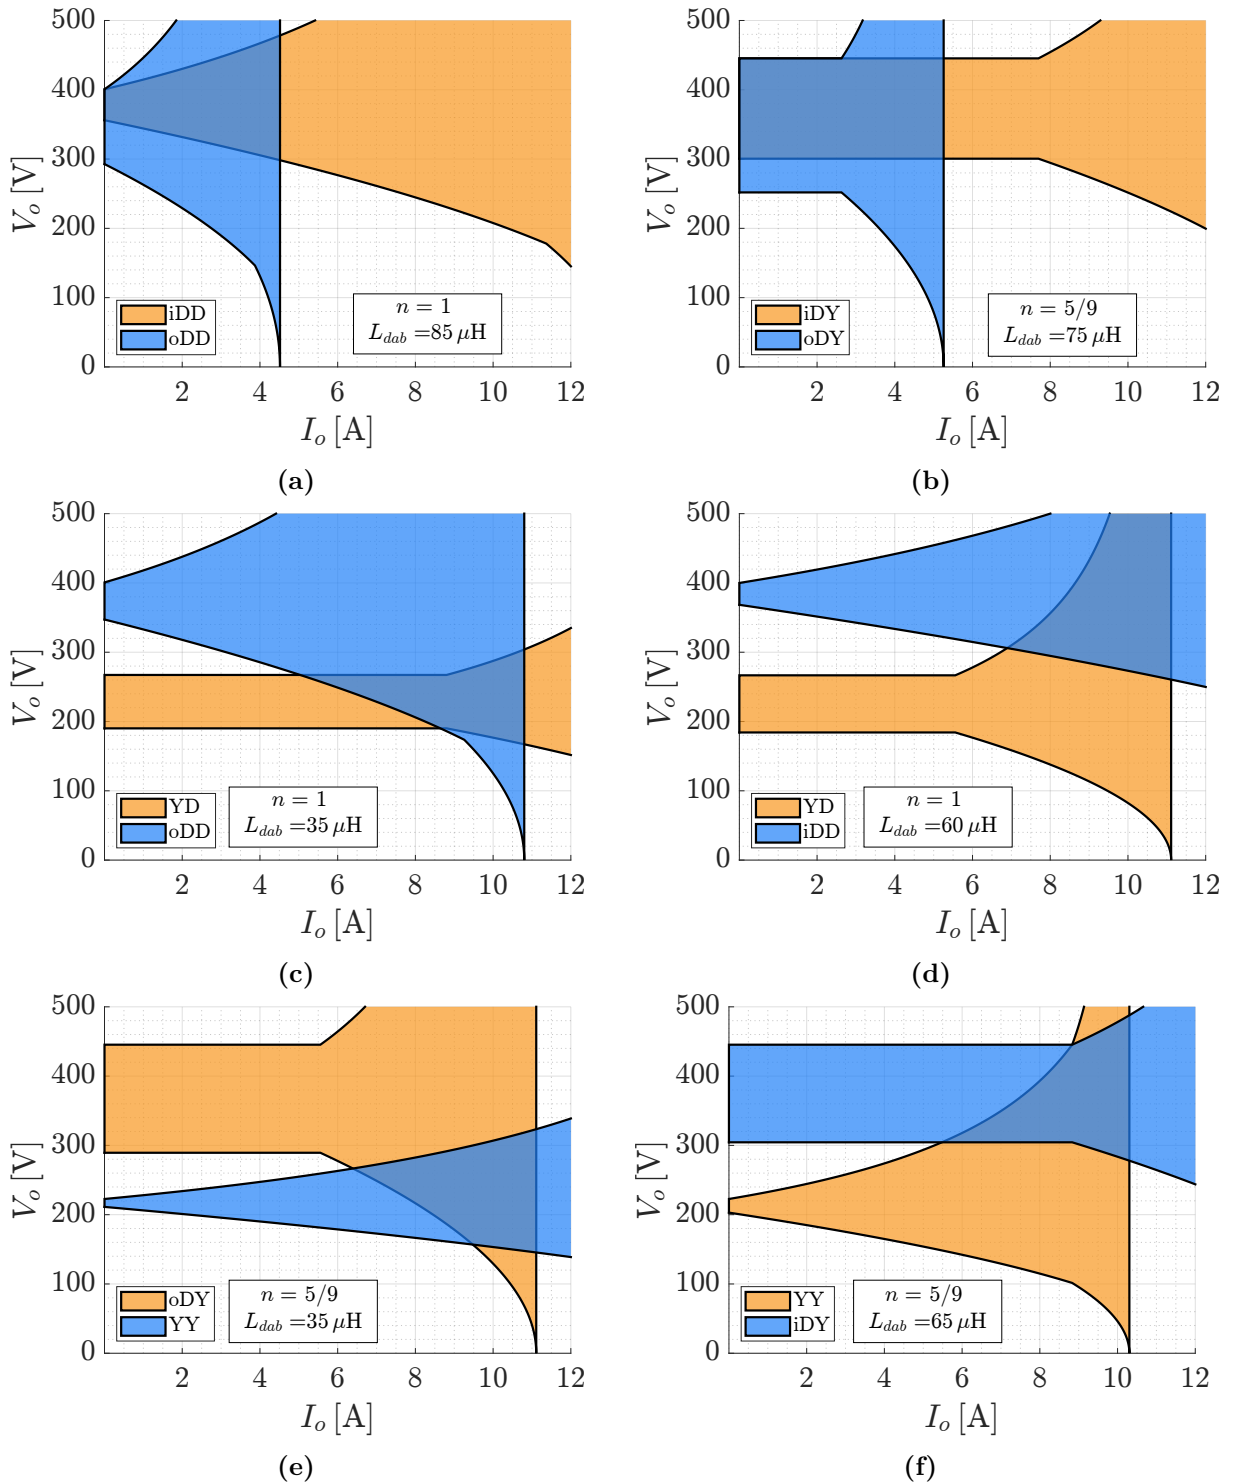 500
400
300
200
100
0
V_o [V]
iDD
oDD
n = 1
L_dab =85 μH
2 4 6 8 10 12
I_o [A]
(a)
500
400
300
200
100
0
V_o [V]
iDY
oDY
n = 5/9
L_dab =75 μH
2 4 6 8 10 12
I_o [A]
(b)
500
400
300
200
100
0
V_o [V]
YD
oDD
n = 1
L_dab =35 μH
2 4 6 8 10 12
I_o [A]
(c)
500
400
300
200
100
0
V_o [V]
YD
iDD
n = 1
L_dab =60 μH
2 4 6 8 10 12
I_o [A]
(d)
500
400
300
200
100
0
V_o [V]
oDY
YY
n = 5/9
L_dab =35 μH
2 4 6 8 10 12
I_o [A]
(e)
500
400
300
200
100
0
V_o [V]
YY
iDY
n = 5/9
L_dab =65 μH
2 4 6 8 10 12
I_o [A]
(f)